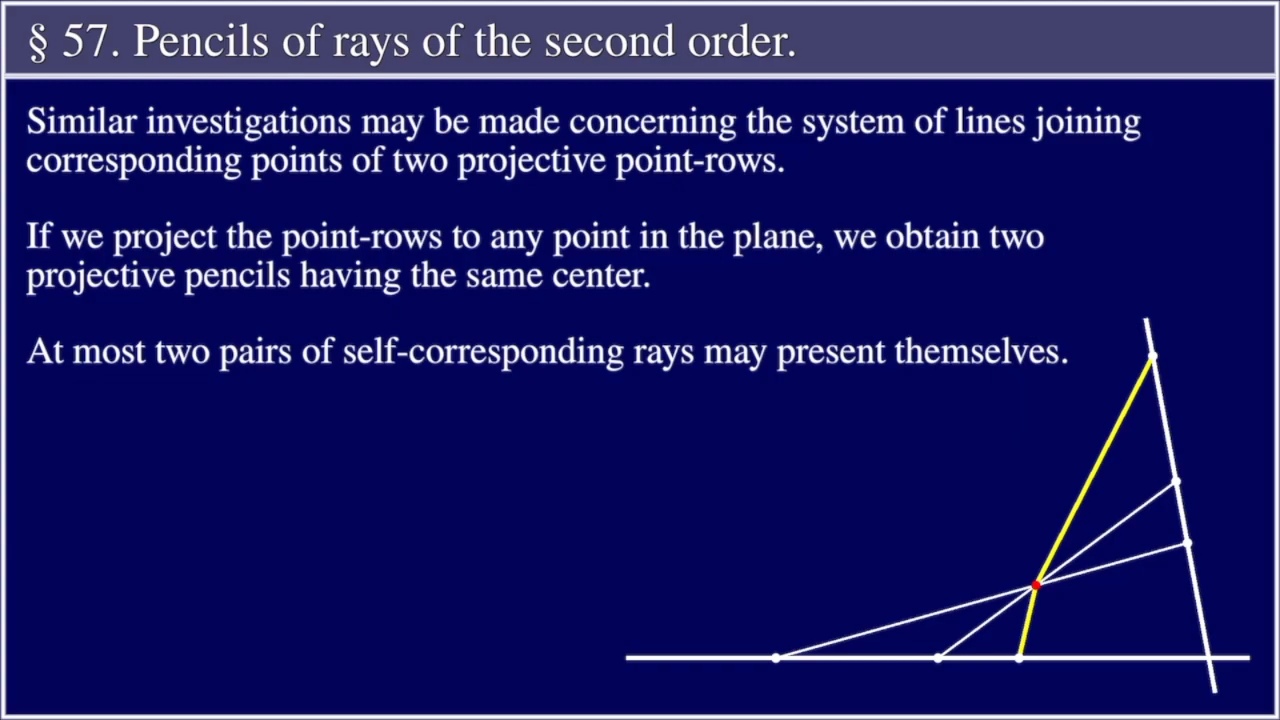 § 57. Pencils of rays of the second order.
Similar investigations may be made concerning the system of lines joining
corresponding points of two projective point-rows.
If we project the point-rows to any point in the plane, we obtain two
projective pencils having the same center.
At most two pairs of self-corresponding rays may present themselves.